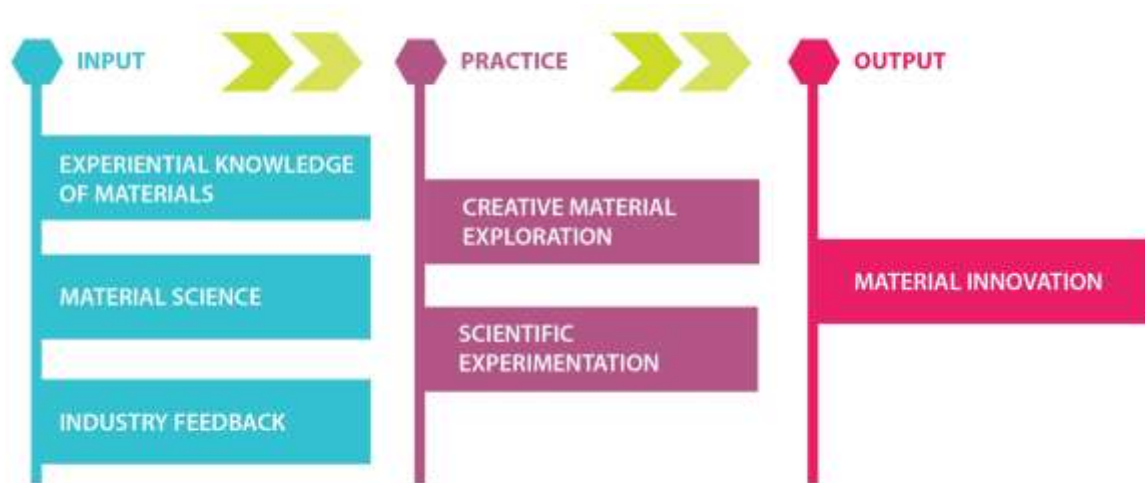 INPUT
EXPERIENTIAL KNOWLEDGE
OF MATERIALS
MATERIAL SCIENCE
INDUSTRY FEEDBACK
PRACTICE
CREATIVE MATERIAL
EXPLORATION
SCIENTIFIC
EXPERIMENTATION
OUTPUT
MATERIAL INNOVATION